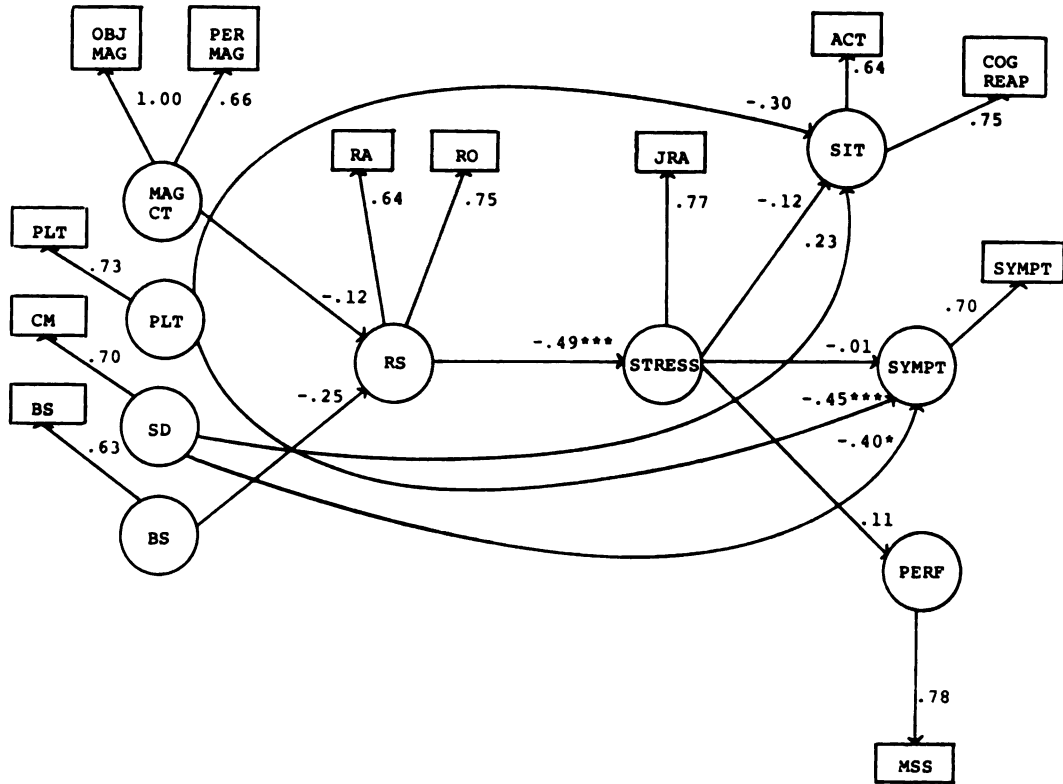 OBJ
MAG
PER
MAG
ACT
COG
REAP
1.00
.66
.64
.75
-.30
SIT
RA
RO
JRA
MAG
CT
.64
.75
.77
-.12
.23
PLT
.73
SYMPT
CM
PLT
-.12
.70
.70
RS
-.49***
STRESS
-.01
SYMPT
BS
-.25
-.45***
SD
-.40*
.63
BS
.11
PERF
.78
MSS